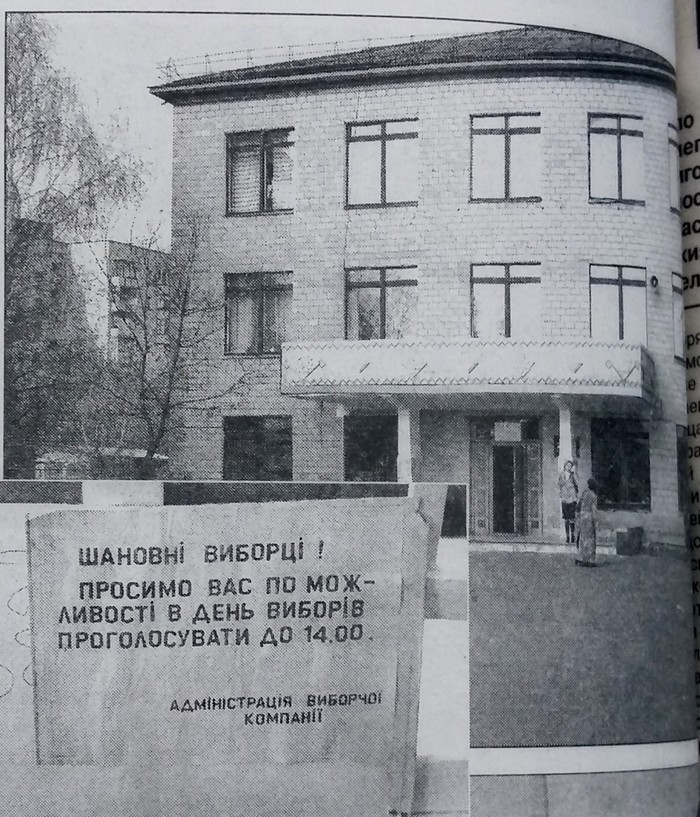 ШАНОВНІ ВИБОРЦІ !
ПРОСИМО ВАС ПО МОЖ-
ЛИВОСТІ В ДЕНЬ ВИБОРІВ
ПРОГОЛОСУВАТИ ДО 14.00.
АДМІНІСТРАЦІЯ ВИБОРЧОЇ
КОМПАНІЇ